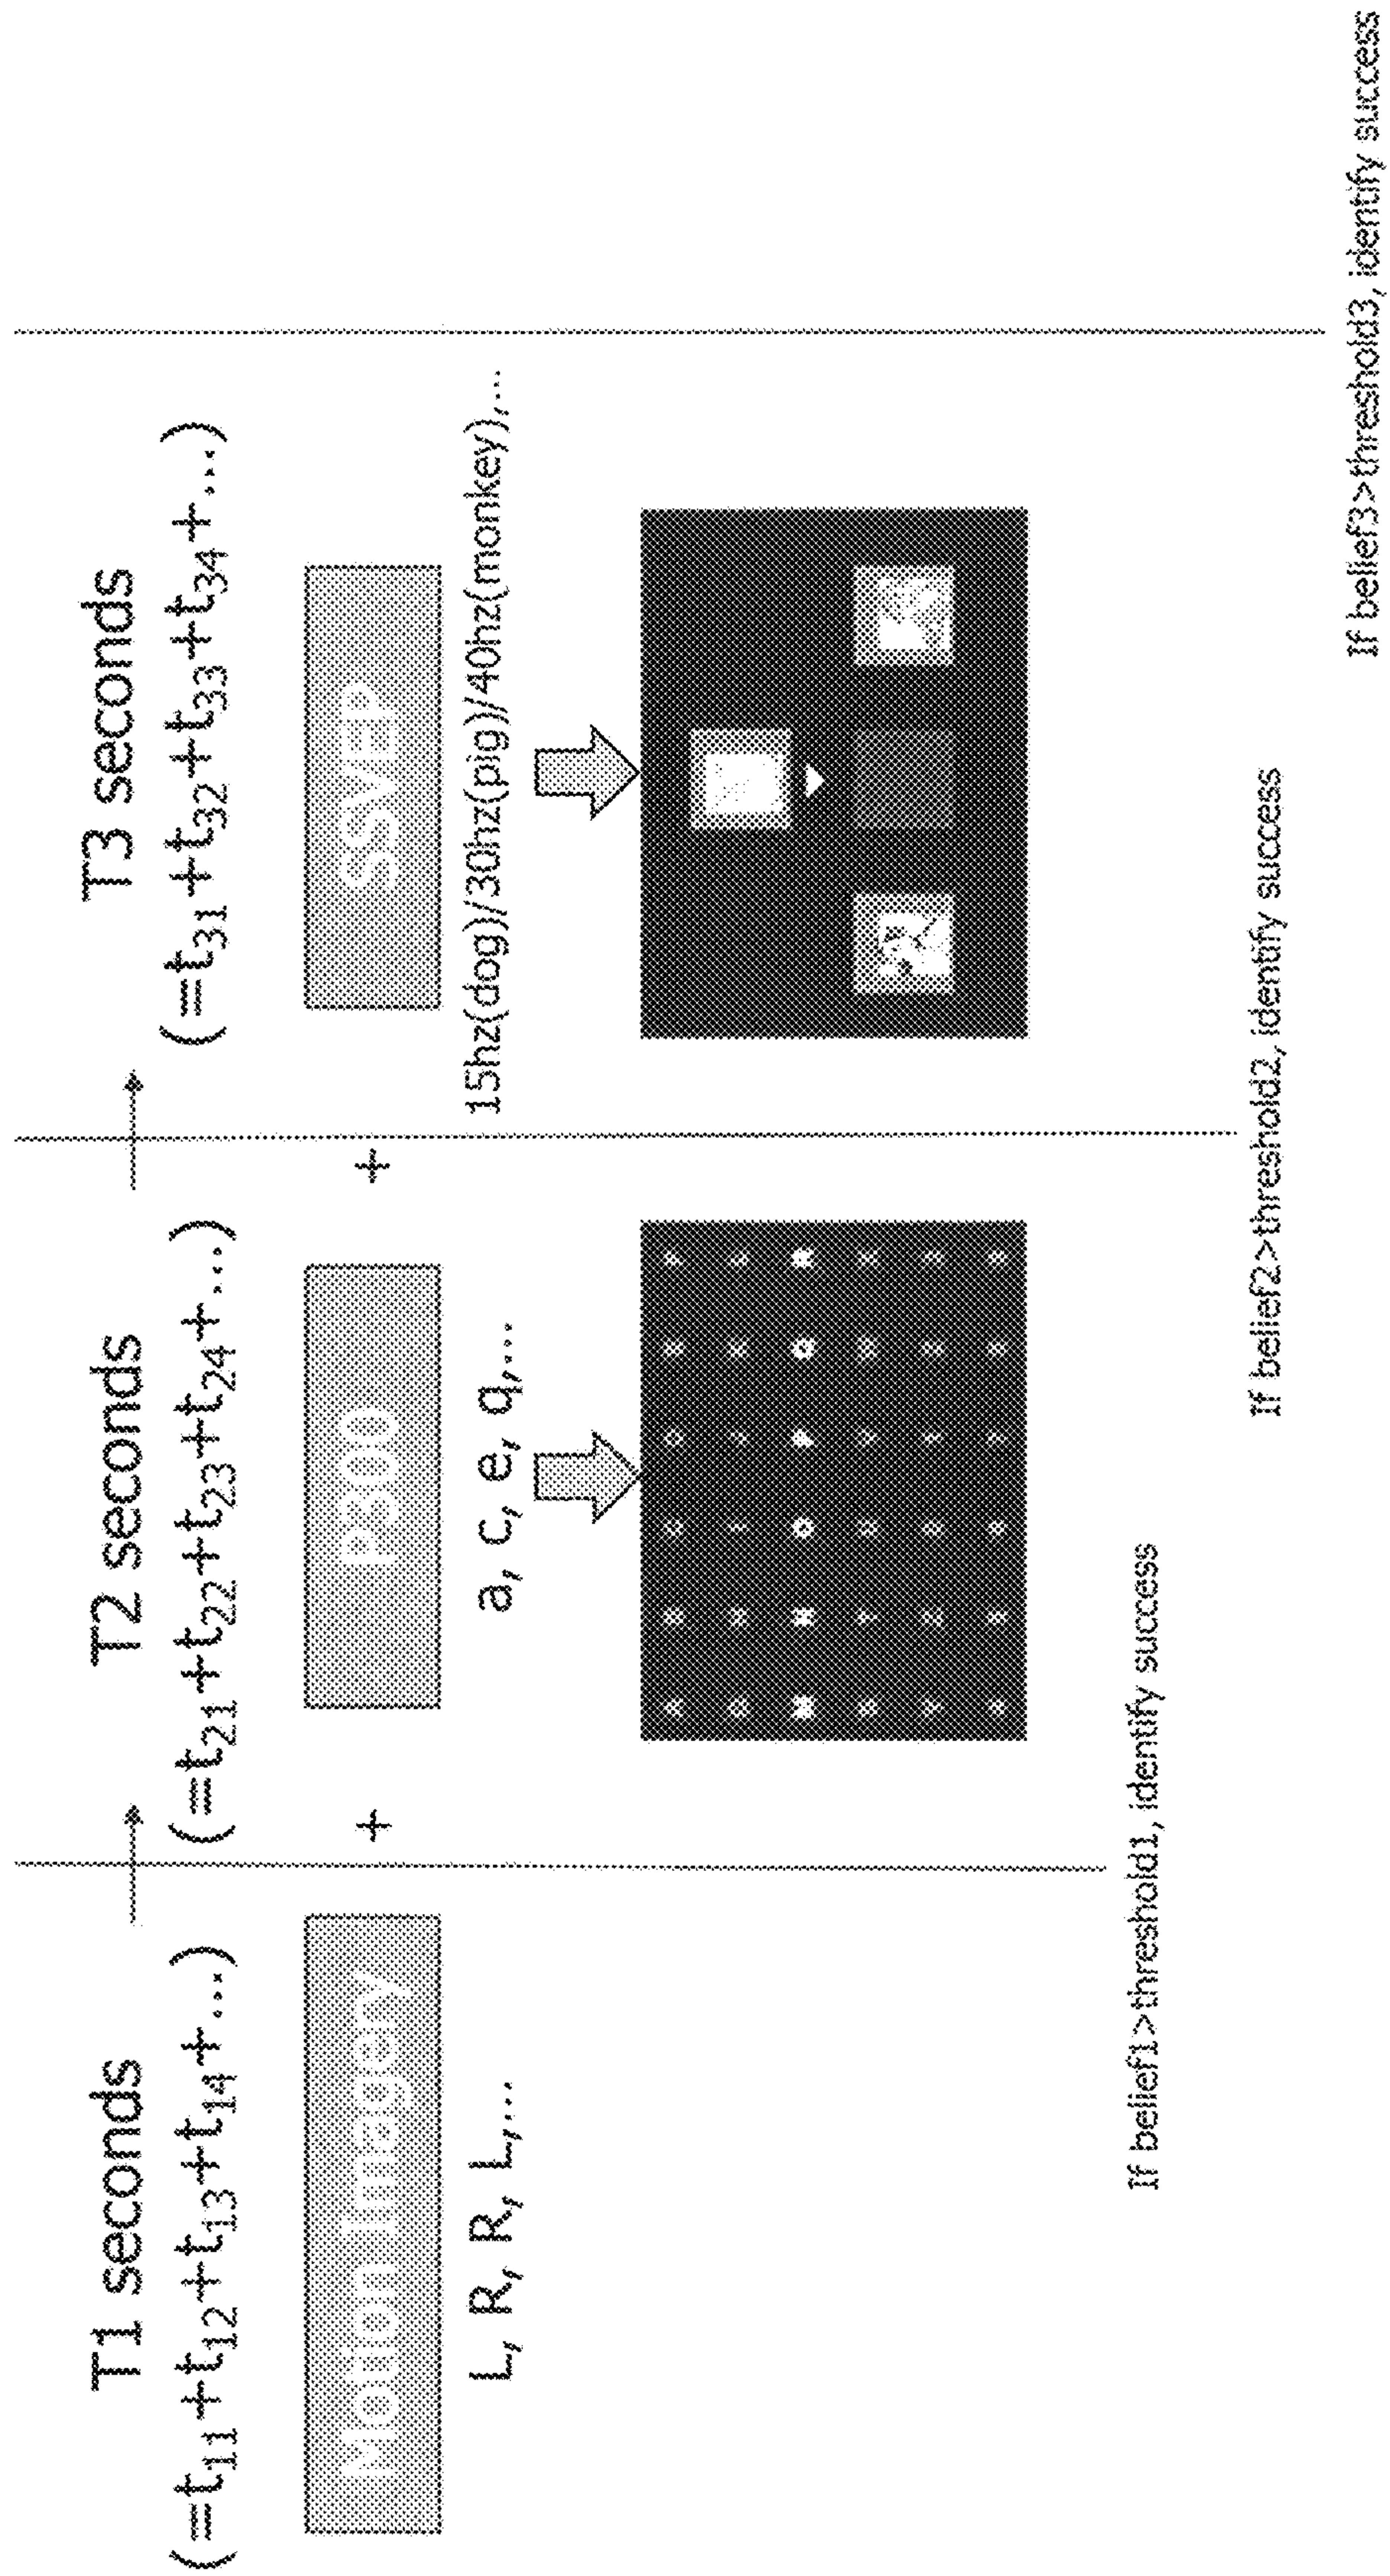 T1 seconds
(=t11+t12+t13+t14+...)
Motion Imagery
L, R, R, L,...
If belief1>threshold1, identify success
T2 seconds
(=t21+t22+t23+t24+...)
+
P300
a, c, e, q,...
If belief2>threshold2, identify success
T3 seconds
(=t31+t32+t33+t34+...)
+
SSVEP
15hz(dog)/30hz(pig)/40hz(monkey),...
If belief3>threshold3, identify success